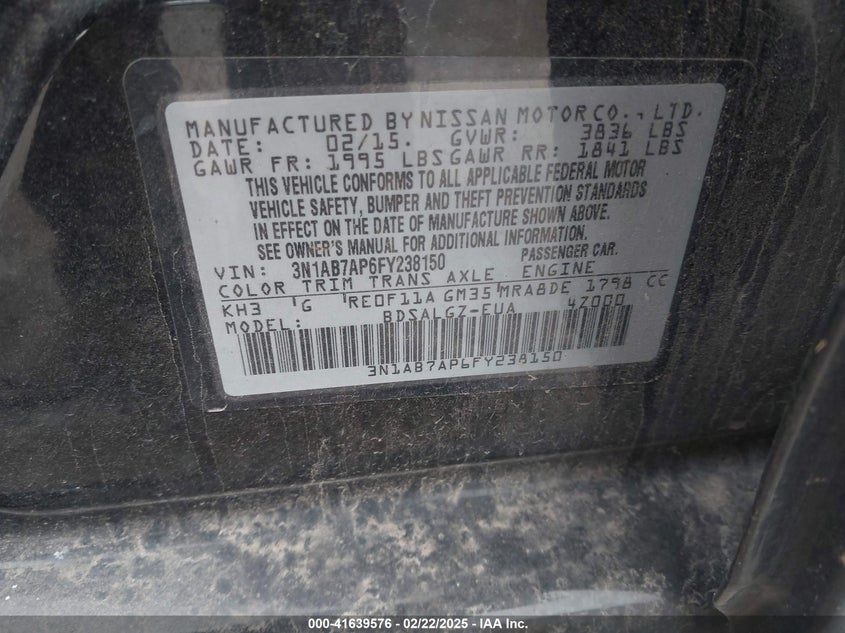 MANUFACTURED BY NISSAN MOTOR CO., LTD.
DATE: 02/15. GVWR: 3836 LBS
GAWR FR: 1995 LBS GAWR RR: 1841 LBS
THIS VEHICLE CONFORMS TO ALL APPLICABLE FEDERAL MOTOR
VEHICLE SAFETY, BUMPER AND THEFT PREVENTION STANDARDS
IN EFFECT ON THE DATE OF MANUFACTURE SHOWN ABOVE.
SEE OWNER'S MANUAL FOR ADDITIONAL INFORMATION.
VIN: 3N1AB7AP6FY238150 PASSENGER CAR.
COLOR TRIM TRANS AXLE ENGINE
KH3 G RE0F11A GM35 MRA8DE 1798 CC
MODEL: BDSALGZ-EUA 47000
3N1AB7AP6FY238150
000-41639576 - 02/22/2025 - IAA Inc.